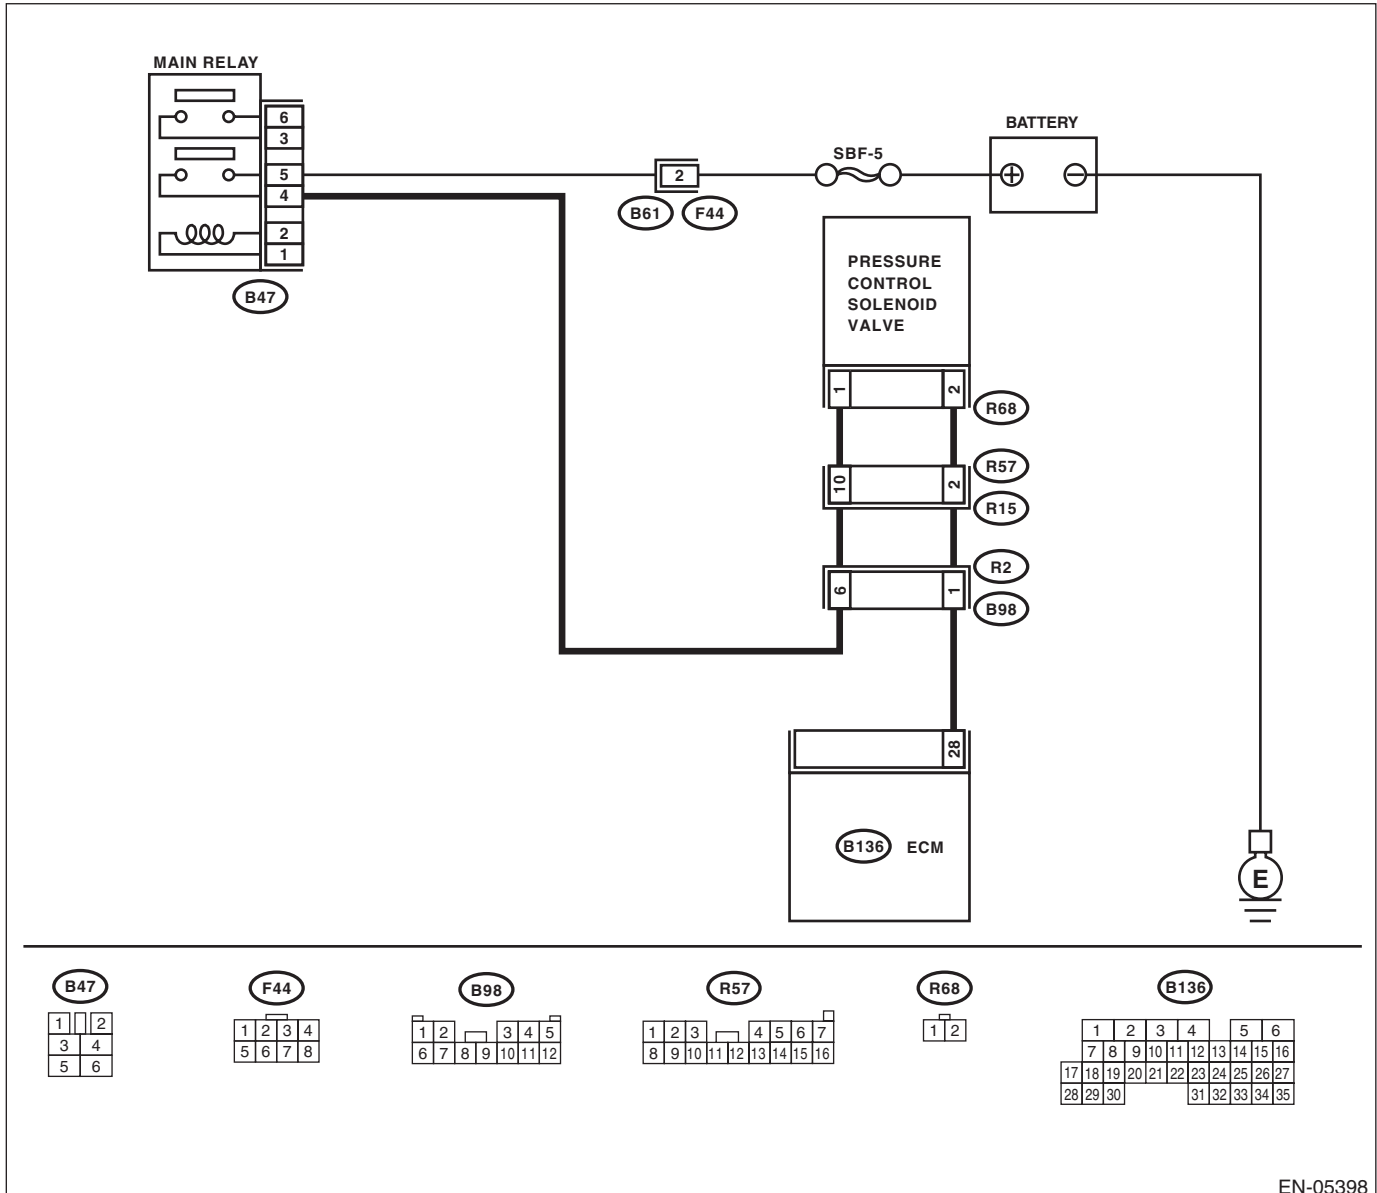 MAIN RELAY
6
3
5
4
2
1
B47
2
B61 F44
SBF-5
BATTERY
+ −
PRESSURE
CONTROL
SOLENOID
VALVE
1 2
R68
10 2
R57
R15
6 1
R2
B98
28
B136 ECM
E
B47
1 2
3 4
5 6
F44
1 2 3 4
5 6 7 8
B98
1 2 3 4 5
6 7 8 9 10 11 12
R57
1 2 3 4 5 6 7
8 9 10 11 12 13 14 15 16
R68
1 2
B136
1 2 3 4 5 6
7 8 9 10 11 12 13 14 15 16
17 18 19 20 21 22 23 24 25 26 27
28 29 30 31 32 33 34 35
EN-05398